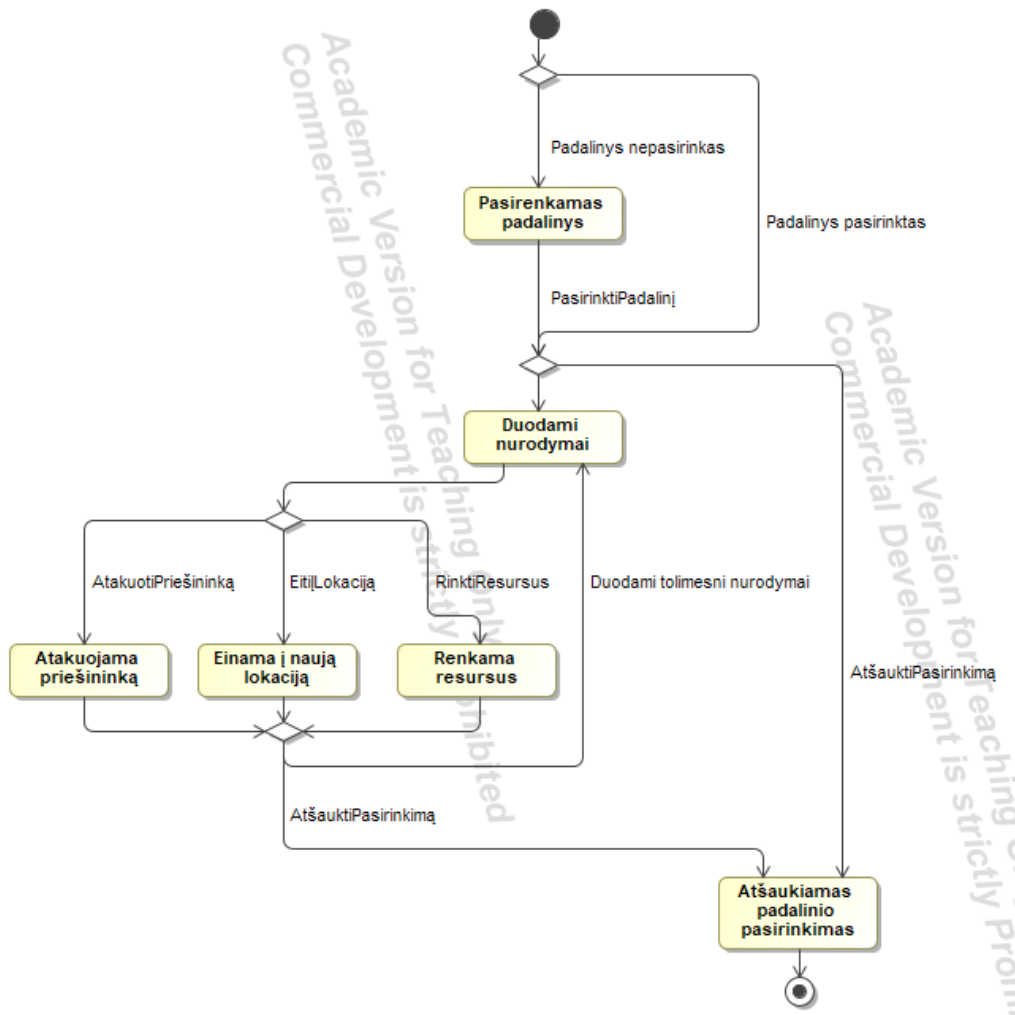 Padalinys nepasirinkas
Pasirenkamas
padalinys
Padalinys pasirinktas
PasirinktiPadalinį
Duodami
nurodymai
AtakuotiPriešininką
EitiĮLokaciją
RinktiResursus
Duodami tolimesni nurodymai
Atakuojama
priešininką
Einama į naują
lokaciją
Renkama
resursus
AtšauktiPasirinkimą
AtšauktiPasirinkimą
Atšaukiamas
padalinio
pasirinkimas
Academic Version for Teaching Only
Commercial Development is strictly Prohibited
Academic Version for Teaching
Commercial Development is strictly